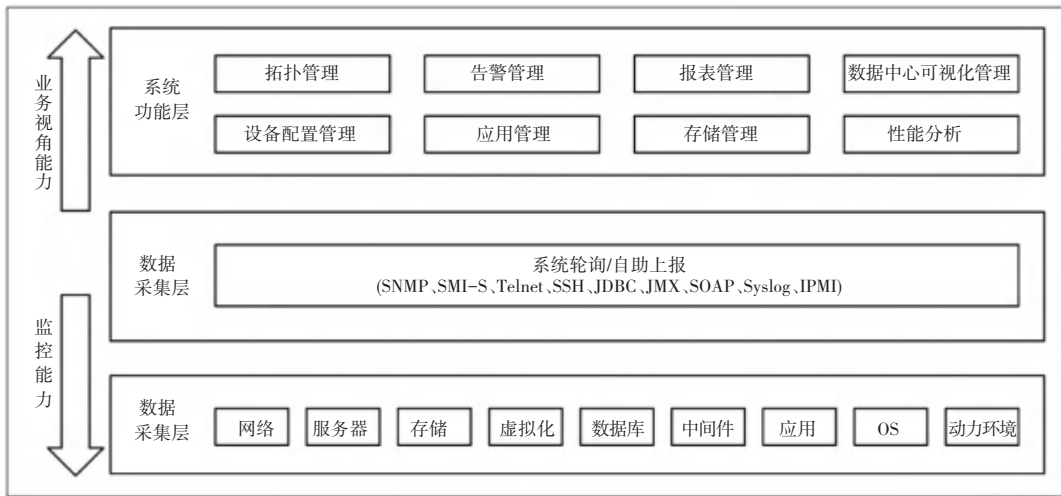 业务视角能力
系统
功能层
拓扑管理
告警管理
报表管理
数据中心可视化管理
设备配置管理
应用管理
存储管理
性能分析
数据
采集层
系统轮询/自助上报
(SNMP、SMI-S、Telnet、SSH、JDBC、JMX、SOAP、Syslog、IPMI)
监控能力
数据
采集层
网络
服务器
存储
虚拟化
数据库
中间件
应用
OS
动力环境